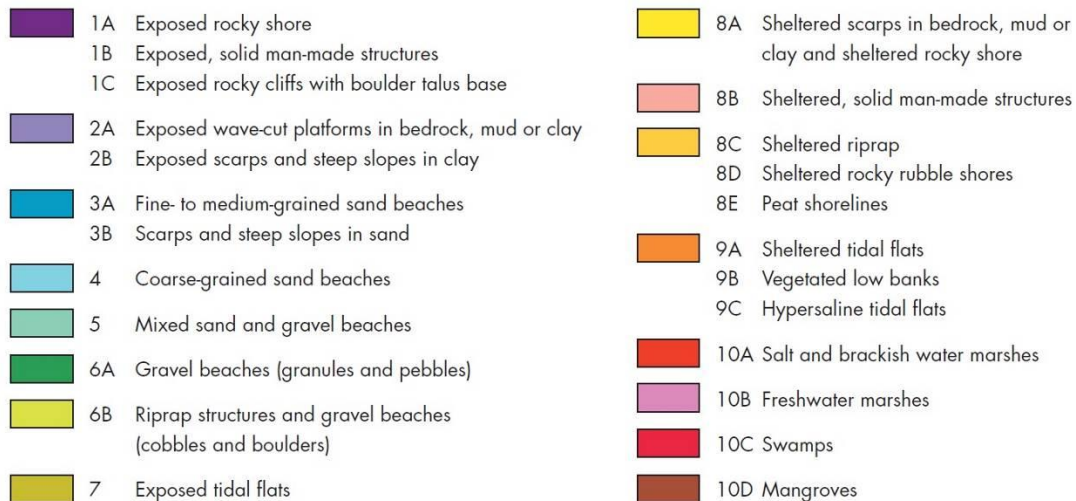 1A Exposed rocky shore
1B Exposed, solid man-made structures
1C Exposed rocky cliffs with boulder talus base
2A Exposed wave-cut platforms in bedrock, mud or clay
2B Exposed scarps and steep slopes in clay
3A Fine- to medium-grained sand beaches
3B Scarps and steep slopes in sand
4 Coarse-grained sand beaches
5 Mixed sand and gravel beaches
6A Gravel beaches (granules and pebbles)
6B Riprap structures and gravel beaches
(cobbles and boulders)
7 Exposed tidal flats
8A Sheltered scarps in bedrock, mud or
clay and sheltered rocky shore
8B Sheltered, solid man-made structures
8C Sheltered riprap
8D Sheltered rocky rubble shores
8E Peat shorelines
9A Sheltered tidal flats
9B Vegetated low banks
9C Hypersaline tidal flats
10A Salt and brackish water marshes
10B Freshwater marshes
10C Swamps
10D Mangroves